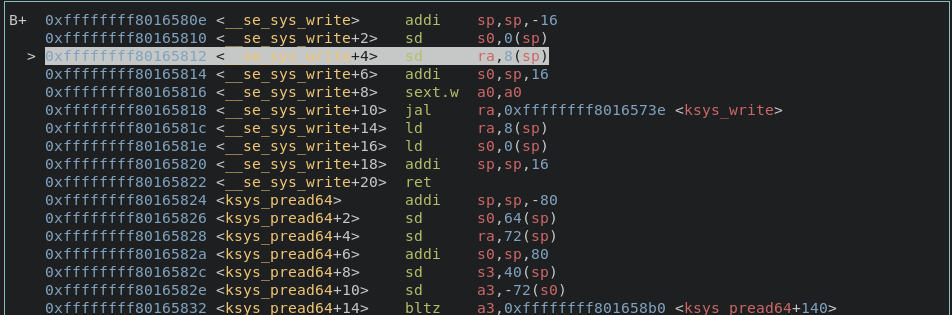 B+ 0xffffffff8016580e <__se_sys_write> addi sp,sp,-16
0xffffffff80165810 <__se_sys_write+2> sd s0,0(sp)
> 0xffffffff80165812 <__se_sys_write+4> sd ra,8(sp)
0xffffffff80165814 <__se_sys_write+6> addi s0,sp,16
0xffffffff80165816 <__se_sys_write+8> sext.w a0,a0
0xffffffff80165818 <__se_sys_write+10> jal ra,0xffffffff8016573e <ksys_write>
0xffffffff8016581c <__se_sys_write+14> ld ra,8(sp)
0xffffffff8016581e <__se_sys_write+16> ld s0,0(sp)
0xffffffff80165820 <__se_sys_write+18> addi sp,sp,16
0xffffffff80165822 <__se_sys_write+20> ret
0xffffffff80165824 <ksys_pread64> addi sp,sp,-80
0xffffffff80165826 <ksys_pread64+2> sd s0,64(sp)
0xffffffff80165828 <ksys_pread64+4> sd ra,72(sp)
0xffffffff8016582a <ksys_pread64+6> addi s0,sp,80
0xffffffff8016582c <ksys_pread64+8> sd s3,40(sp)
0xffffffff8016582e <ksys_pread64+10> sd a3,-72(s0)
0xffffffff80165832 <ksys_pread64+14> bltz a3,0xffffffff801658b0 <ksys_pread64+140>